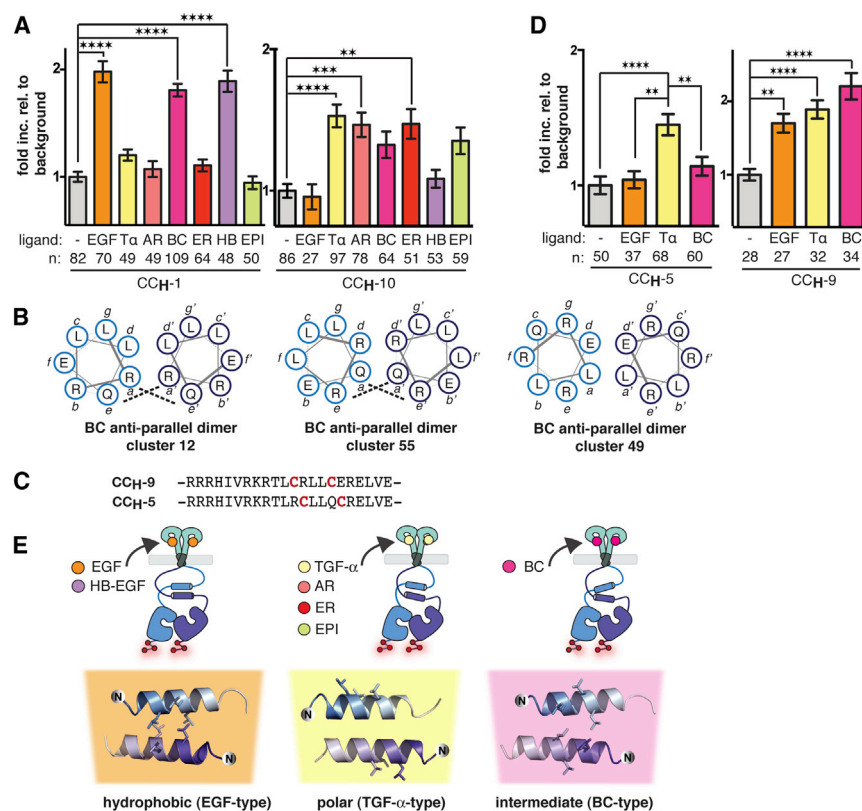 A
D
fold inc. rel. to
background
2
1
****
****
****
2
1
**
***
****
fold inc. rel. to
background
2
1
****
**
**
2
1
****
****
**
ligand: - EGF Tα AR BC ER HB EPI
n: 82 70 49 49 109 64 48 50
CCH-1
- EGF Tα AR BC ER HB EPI
86 27 97 78 64 51 53 59
CCH-10
ligand: - EGF Tα BC
n: 50 37 68 60
CCH-5
- EGF Tα BC
28 27 32 34
CCH-9
B
c g d f a b e
L L L E R R Q
g' d' c' a' f' e' b'
L L L R E Q R
BC anti-parallel dimer
cluster 12
c g d f a b e
L L R L Q E R
g' d' c' a' f' e' b'
L R L Q L R E
BC anti-parallel dimer
cluster 55
c g d f a b e
Q R E R L L R
g' d' c' a' f' e' b'
R E Q L R R L
BC anti-parallel dimer
cluster 49
C
CCH-9 –RRRHIVRKRTLCRLLCERELVE–
CCH-5 –RRRHIVRKRTLRCLLQCRELVE–
E
EGF
HB-EGF
TGF-α
AR
ER
EPI
BC
N
N
N
N
N
N
hydrophobic (EGF-type)
polar (TGF-α-type)
intermediate (BC-type)